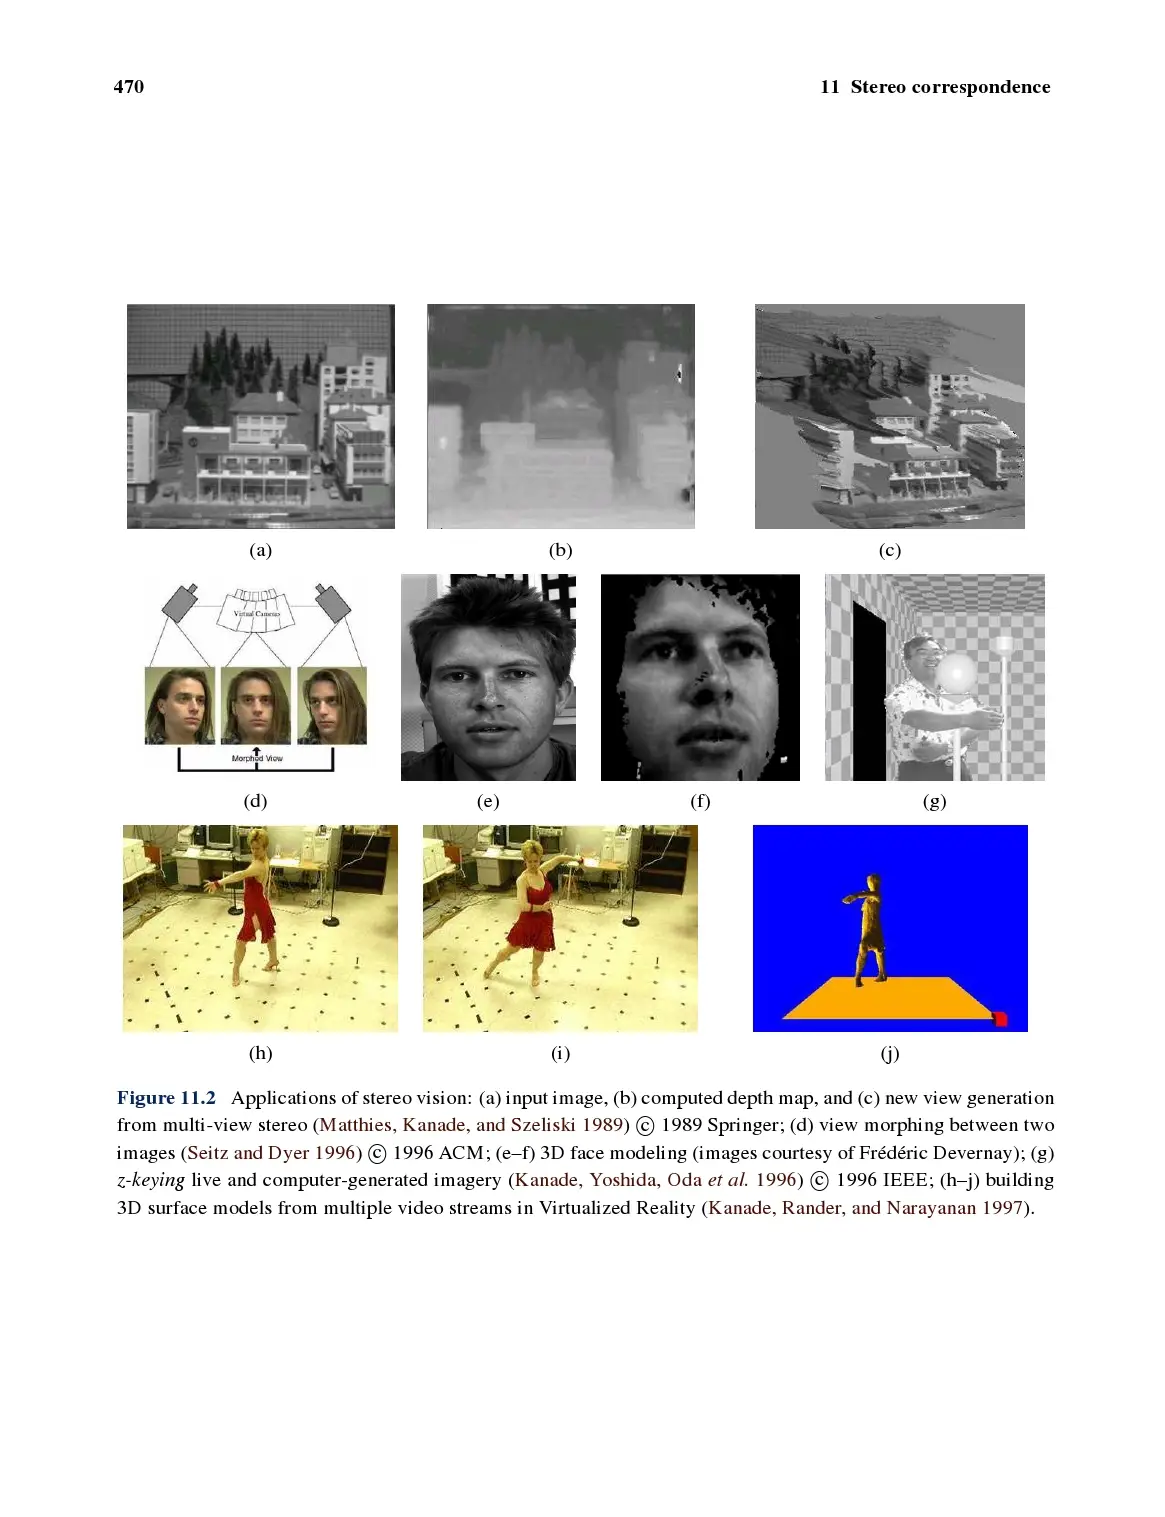 470
11 Stereo correspondence
(a)
(b)
(c)
Virtual Cameras
Morphed View
(d)
(e)
(f)
(g)
(h)
(i)
(j)
Figure 11.2 Applications of stereo vision: (a) input image, (b) computed depth map, and (c) new view generation
from multi-view stereo (Matthies, Kanade, and Szeliski 1989) © 1989 Springer; (d) view morphing between two
images (Seitz and Dyer 1996) © 1996 ACM; (e–f) 3D face modeling (images courtesy of Frédéric Devernay); (g)
z-keying live and computer-generated imagery (Kanade, Yoshida, Oda et al. 1996) © 1996 IEEE; (h–j) building
3D surface models from multiple video streams in Virtualized Reality (Kanade, Rander, and Narayanan 1997).